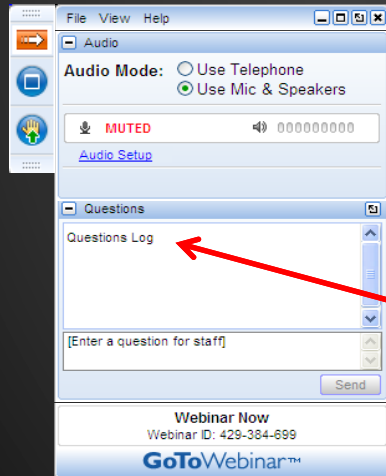 File View Help
Audio
Audio Mode: Use Telephone
Use Mic & Speakers
MUTED 000000000
Audio Setup
Questions
Questions Log
[Enter a question for staff]
Send
Webinar Now
Webinar ID: 429-384-699
GoToWebinar™